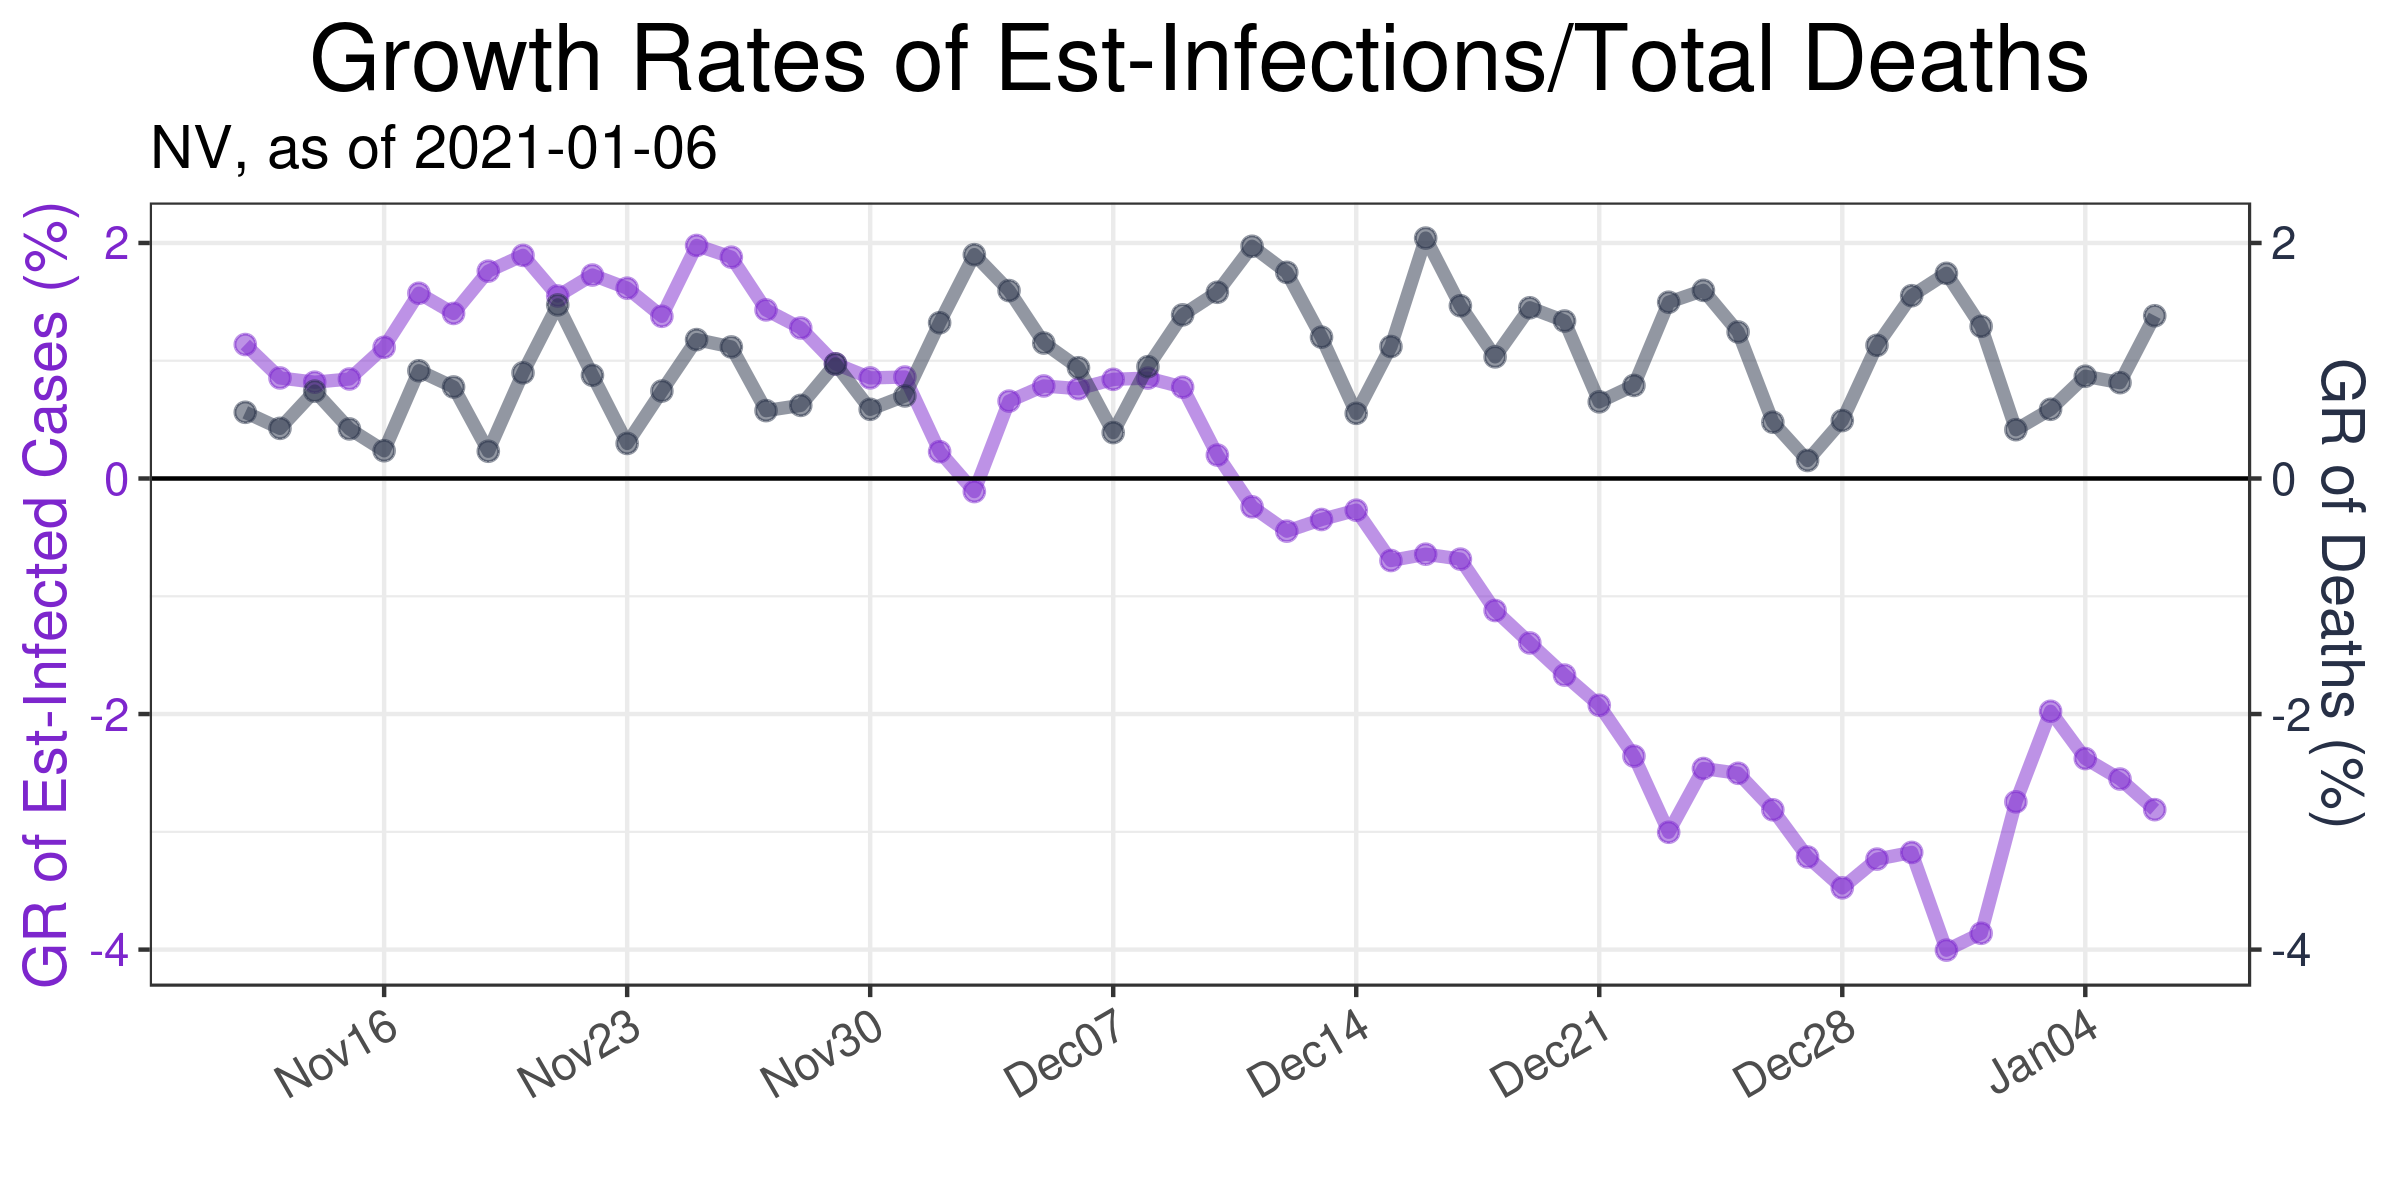 Growth Rates of Est-Infections/Total Deaths
NV, as of 2021-01-06
GR of Est-Infected Cases (%)
2
0
-2
-4
2
0
-2
-4
GR of Deaths (%)
Nov16
Nov23
Nov30
Dec07
Dec14
Dec21
Dec28
Jan04